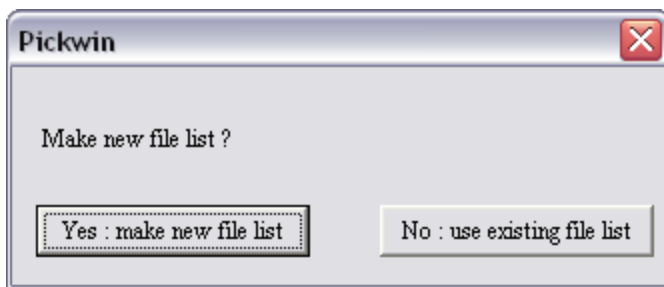 Pickwin
Make new file list ?
Yes : make new file list
No : use existing file list